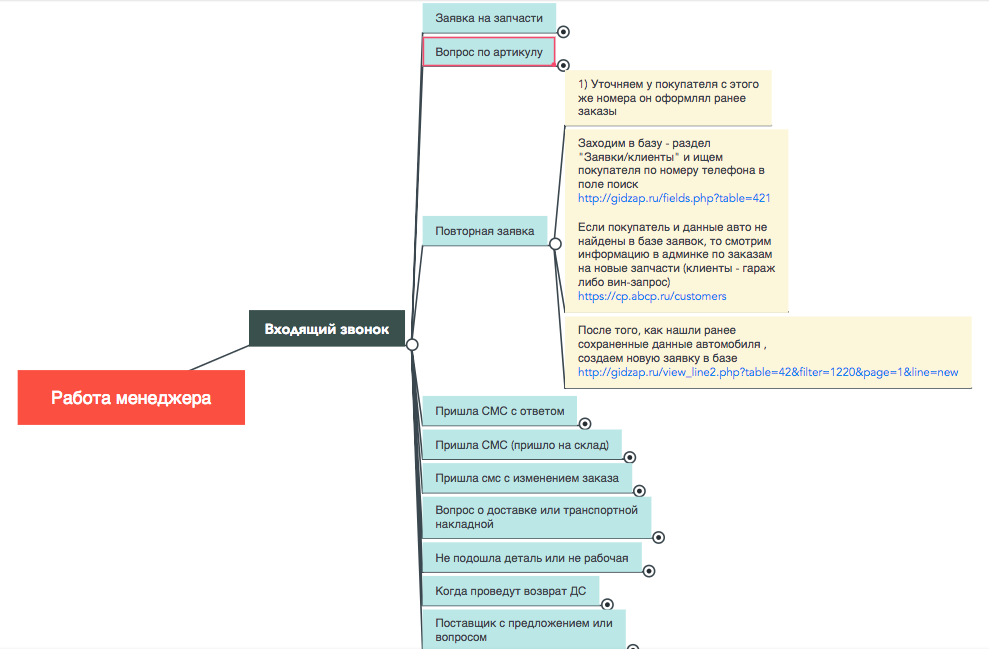 Заявка на запчасти
Вопрос по артикулу
1) Уточняем у покупателя с этого
же номера он оформлял ранее
заказы
Заходим в базу - раздел
"Заявки/клиенты" и ищем
покупателя по номеру телефона в
поле поиск
http://gidzap.ru/fields.php?table=421
Если покупатель и данные авто не
найдены в базе заявок, то смотрим
информацию в админке по заказам
на новые запчасти (клиенты - гараж
либо вин-запрос)
https://cp.abcp.ru/customers
Повторная заявка
После того, как нашли ранее
сохраненные данные автомобиля ,
создаем новую заявку в базе
http://gidzap.ru/view_line2.php?table=42&filter=1220&page=1&line=new
Входящий звонок
Работа менеджера
Пришла СМС с ответом
Пришла СМС (пришло на склад)
Пришла смс с изменением заказа
Вопрос о доставке или транспортной
накладной
Не подошла деталь или не рабочая
Когда проведут возврат ДС
Поставщик с предложением или
вопросом